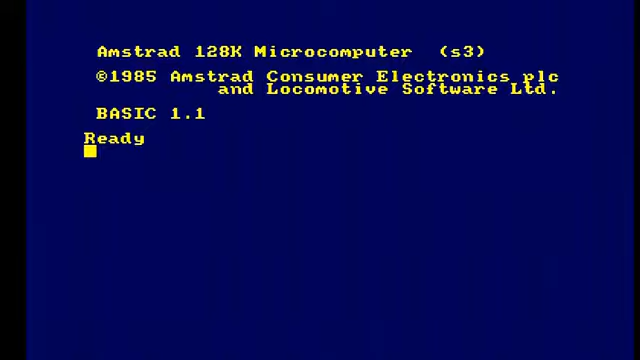 Amstrad 128K Microcomputer (s3)
©1985 Amstrad Consumer Electronics plc
and Locomotive Software Ltd.
BASIC 1.1
Ready